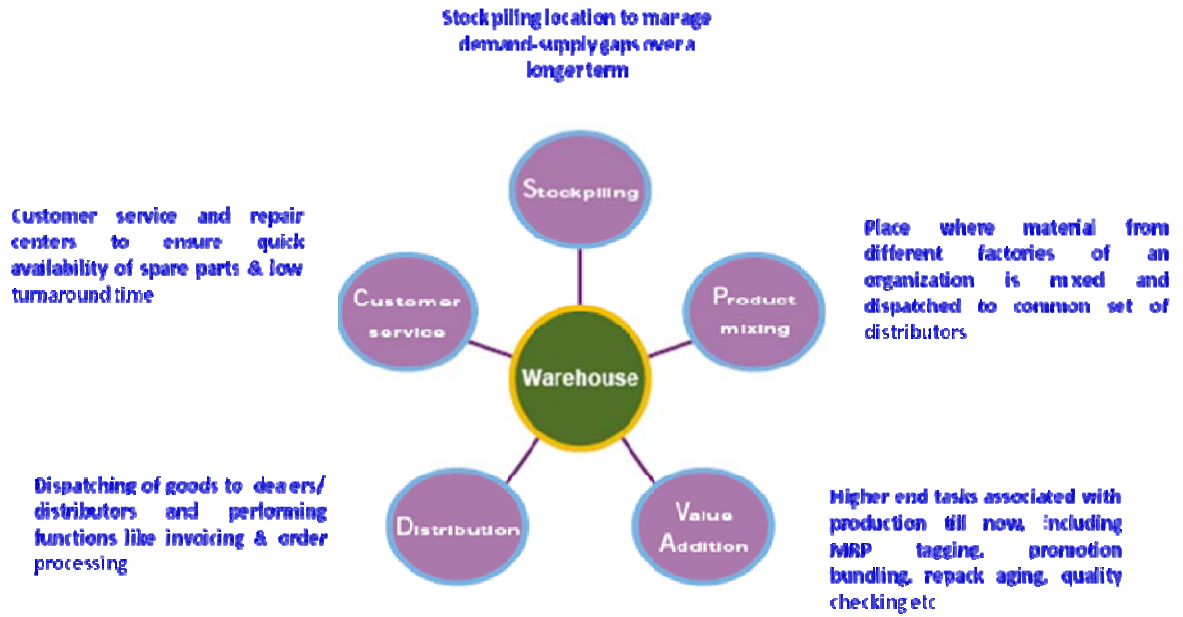 Stockpiling location to manage
demand-supply gaps over a
longer term
Stockpiling
Customer service and repair
centers to ensure quick
availability of spare parts & low
turnaround time
Customer
service
Product
mixing
Place where material from
different factories of an
organization is mixed and
dispatched to common set of
distributors
Warehouse
Dispatching of goods to dealers/
distributors and performing
functions like invoicing & order
processing
Distribution
Value
Addition
Higher end tasks associated with
production till now, including
MRP tagging, promotion
bundling, repack aging, quality
checking etc